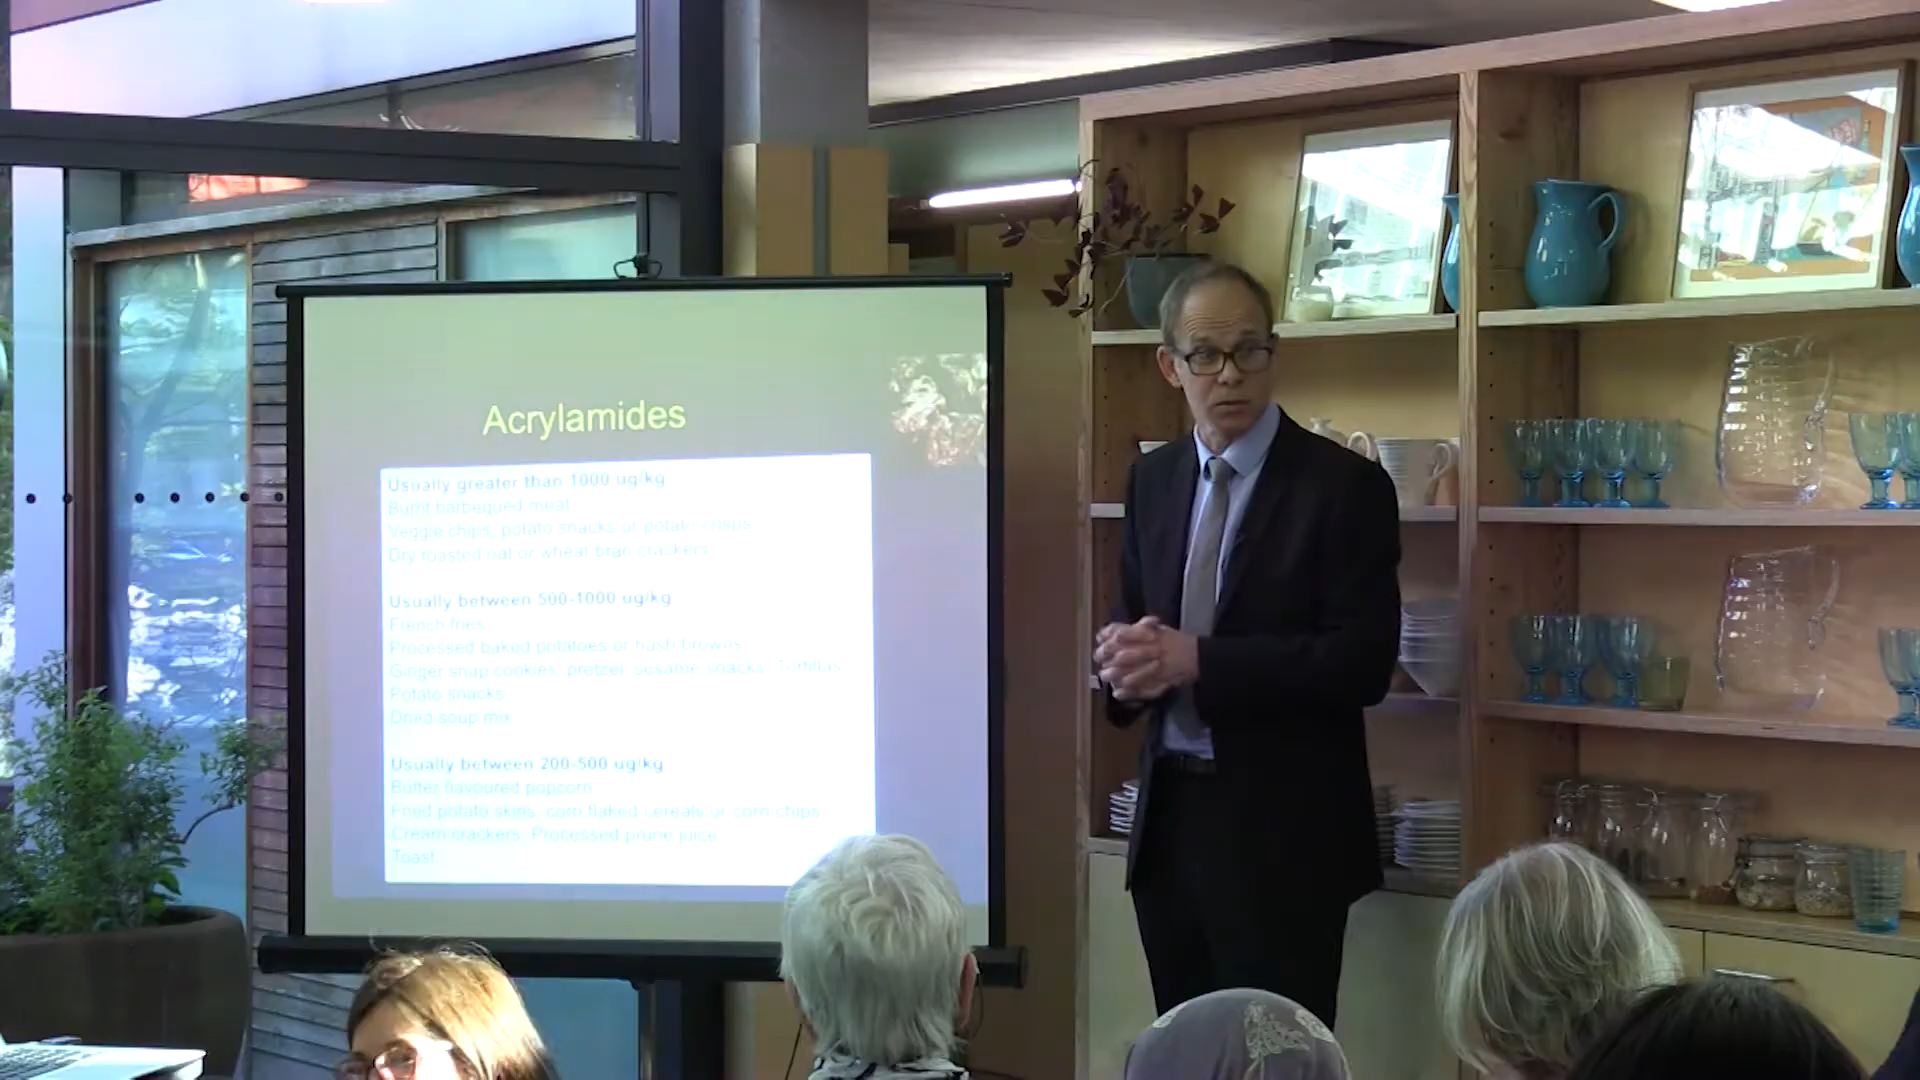 Acrylamides
Usually greater than 1000 ug/kg
Burnt barbequed meat
Veggie chips, potato snacks or potato crisps
Dry roasted oat or wheat bran crackers
Usually between 500-1000 ug/kg
French fries
Processed baked potatoes or hash browns
Ginger snap cookies, pretzel, sesame snacks, Tortillas
Potato snacks
Dried soup mix
Usually between 200-500 ug/kg
Butter flavoured popcorn
Fried potato skins, corn flaked cereals or corn chips
Cream crackers, Processed prune juice
Toast